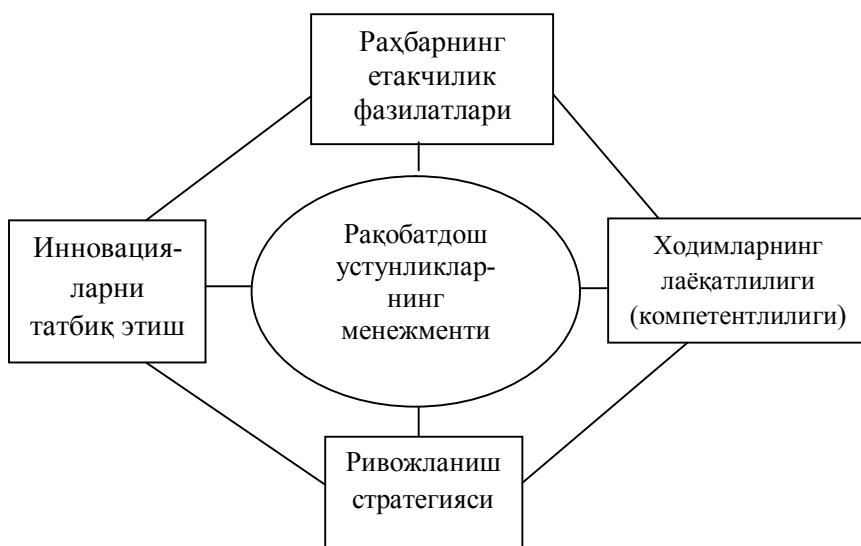 Раҳбарнинг
етакчилик
фазилатлари
Инновация-
ларни
татбиқ этиш
Рақобатдош
устунликлар-
нинг
менежменти
Ходимларнинг
лаёқатлилиги
(компетентлилиги)
Ривожланиш
стратегияси